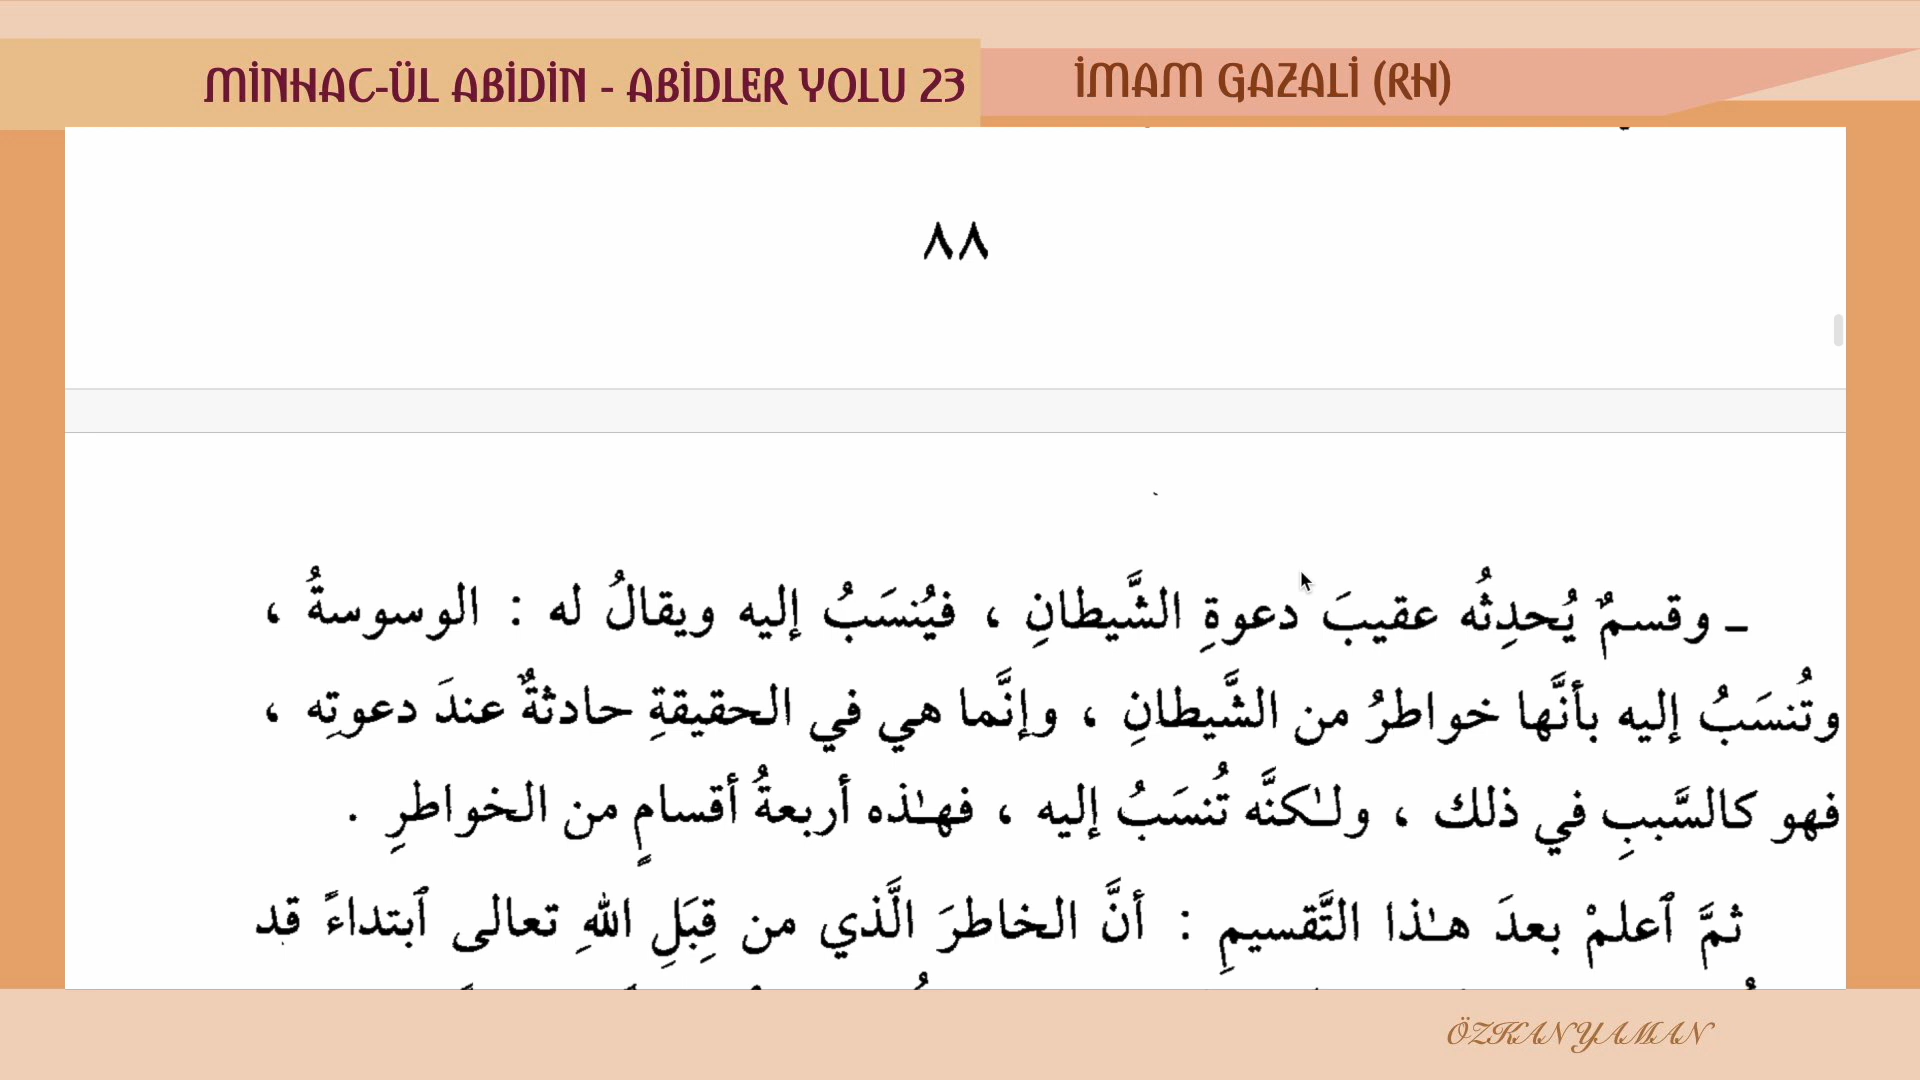 MİNHAC-ÜL ABİDİN - ABİDLER YOLU 23
İMAM GAZALİ (RH)
٨٨
ـ وقسمٌ يُحدِثُه عقيبَ دعوةِ الشَّيطانِ ، فيُنسَبُ إليه ويقالُ له : الوسوسةُ ،
وتُنسَبُ إليه بأنَّها خواطرُ من الشَّيطانِ ، وإنَّما هي في الحقيقةِ حادثةٌ عندَ دعوتِه ،
فهو كالسَّببِ في ذلك ، ولـٰكنَّه تُنسَبُ إليه ، فهـٰذه أربعةُ أقسامٍ من الخواطرِ .
ثمَّ ٱعلمْ بعدَ هـٰذا التَّقسيمِ : أنَّ الخاطرَ الَّذي من قِبَلِ اللهِ تعالى ٱبتداءً قد
ÖZKAN YAMAN